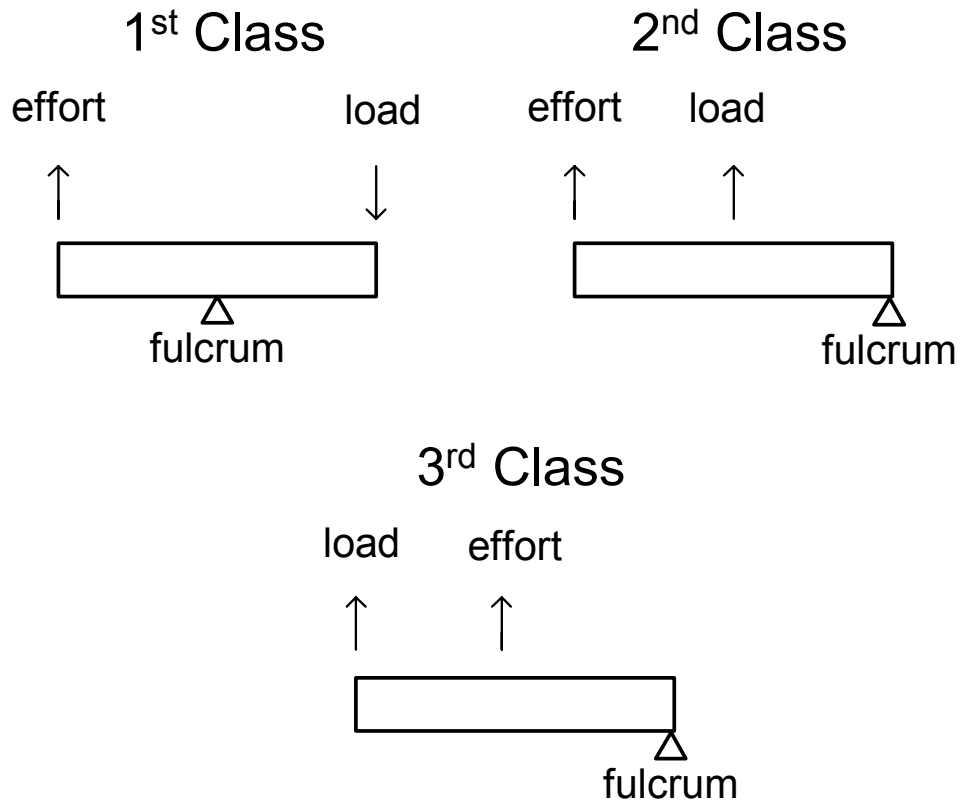 1st Class
effort
load
fulcrum
2nd Class
effort
load
fulcrum
3rd Class
load
effort
fulcrum